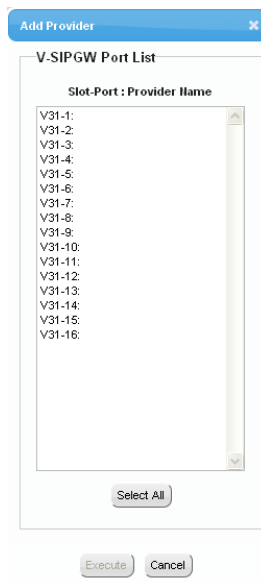 Add Provider
V-SIPGW Port List
Slot-Port : Provider Name
V31-1:
V31-2:
V31-3:
V31-4:
V31-5:
V31-6:
V31-7:
V31-8:
V31-9:
V31-10:
V31-11:
V31-12:
V31-13:
V31-14:
V31-15:
V31-16:
Select All
Execute Cancel